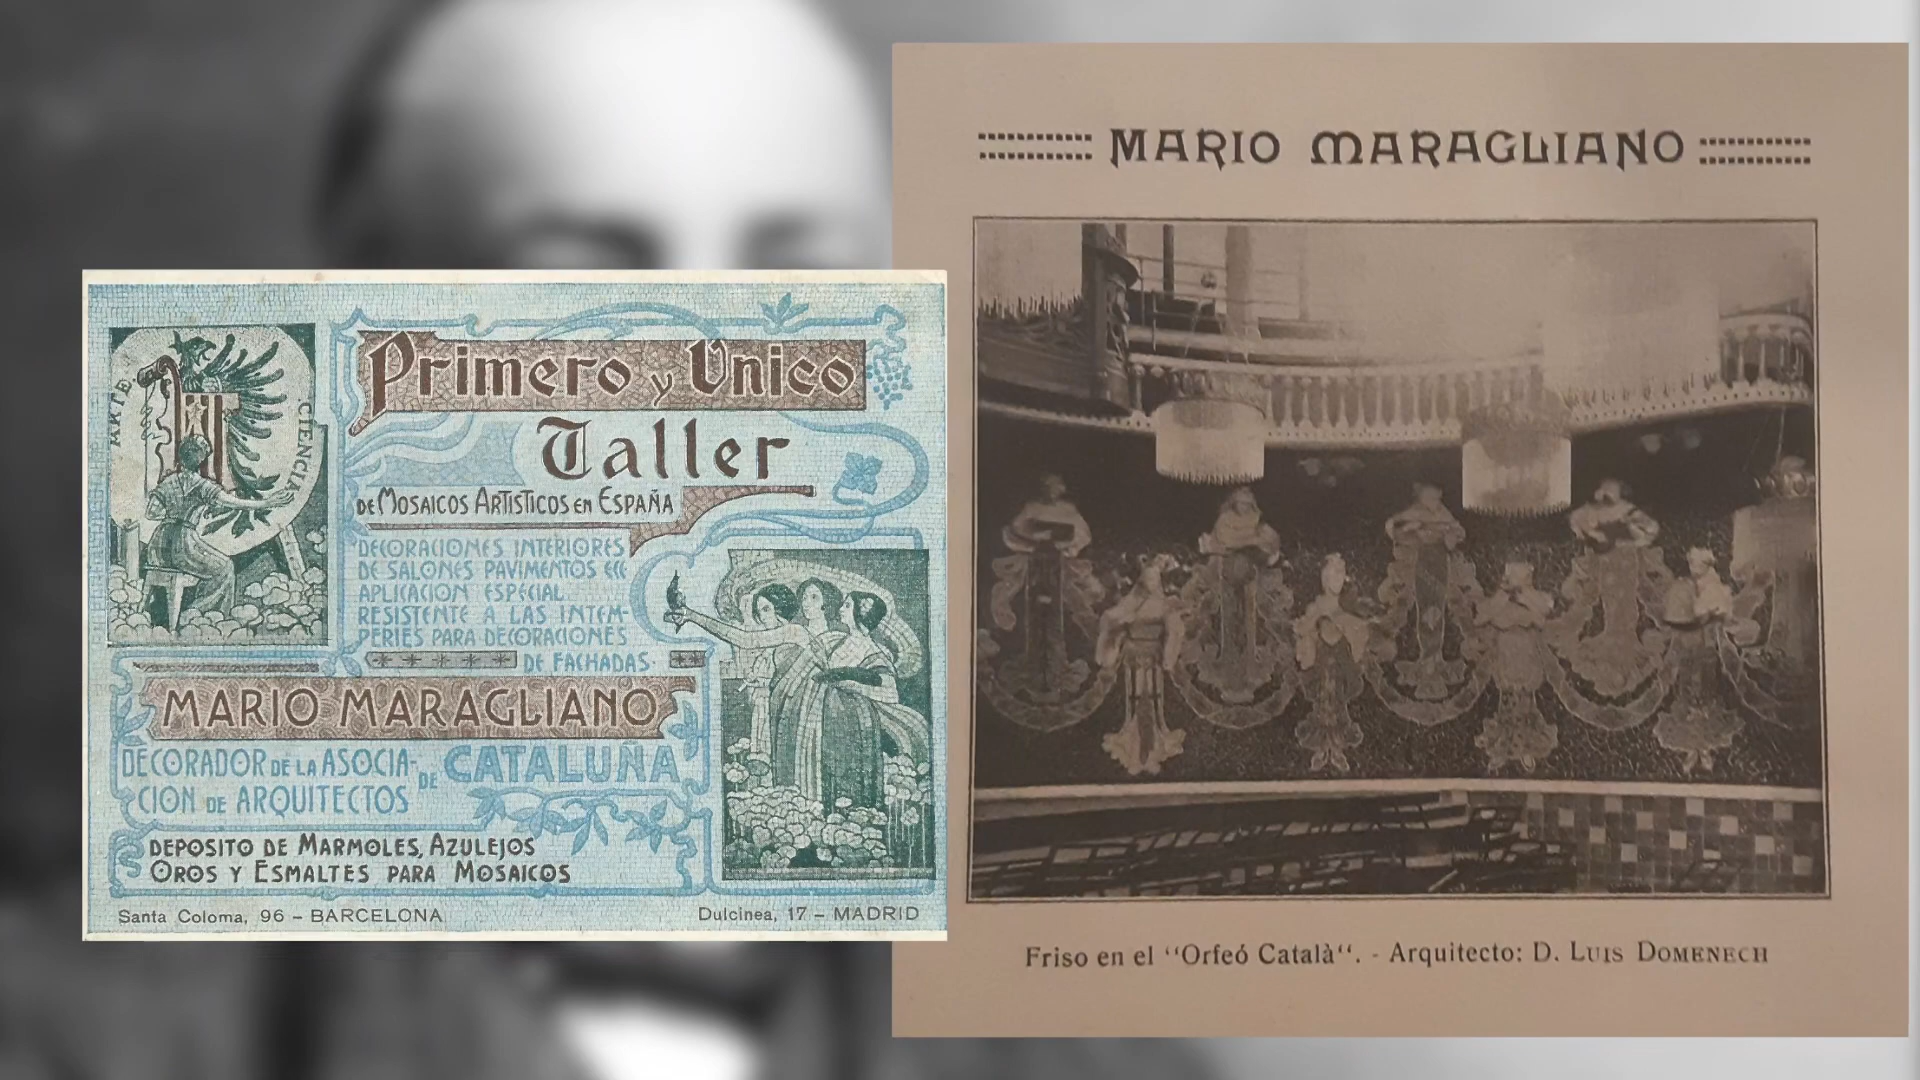 ARTE
CIENCIA
Primero y Único
Taller
DE MOSAICOS ARTISTICOS EN ESPAÑA
DECORACIONES INTERIORES
DE SALONES PAVIMENTOS ETC
APLICACION ESPECIAL
RESISTENTE A LAS INTEM-
PERIES PARA DECORACIONES
DE FACHADAS
MARIO MARAGLIANO
DECORADOR DE LA ASOCIA-
CION DE ARQUITECTOS DE CATALUÑA
DEPOSITO DE MARMOLES, AZULEJOS
OROS Y ESMALTES PARA MOSAICOS
Santa Coloma, 96 – BARCELONA
Dulcinea, 17 – MADRID
MARIO MARAGLIANO
Friso en el “Orfeó Català“. - Arquitecto: D. LUIS DOMENECH